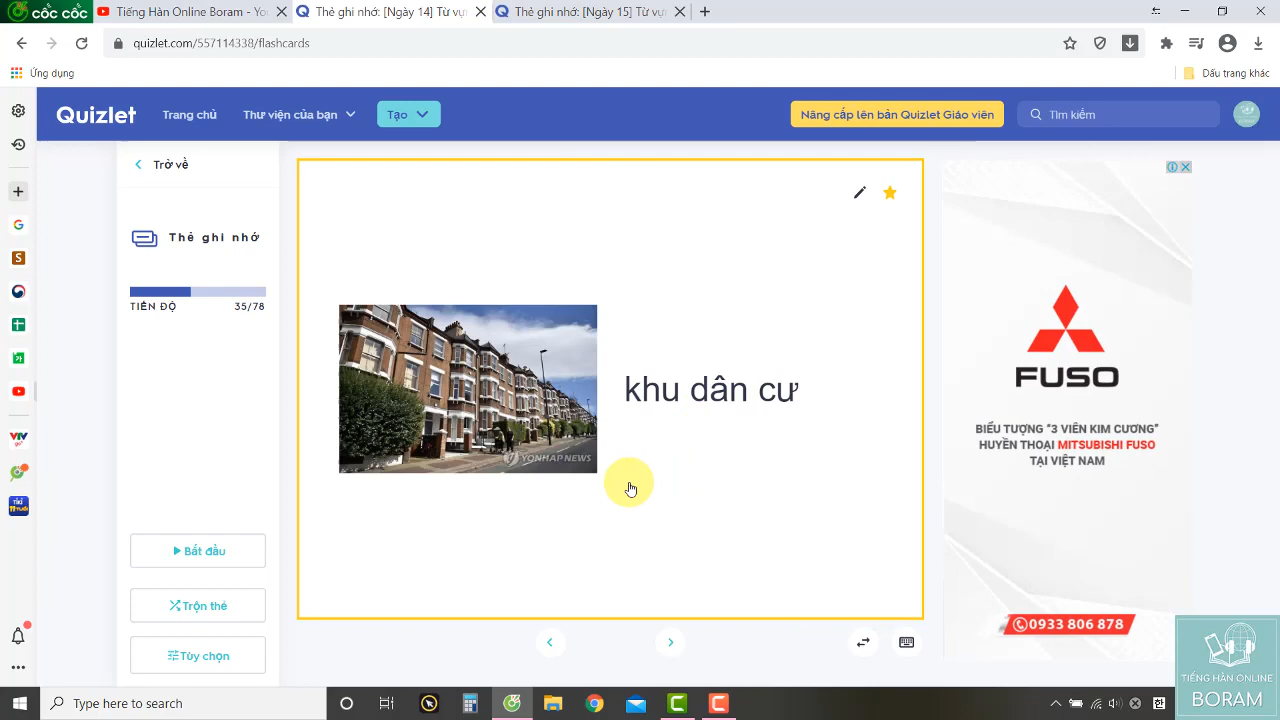 cốc cốc
Tiếng Hàn Online Boram - Yo
Thẻ ghi nhớ: [Ngày 14] Từ vự
Thẻ ghi nhớ: [Ngày 15] Từ vự
quizlet.com/557114338/flashcards
Ứng dụng
Dấu trang khác
Quizlet
Trang chủ
Thư viện của bạn
Tạo
Nâng cấp lên bản Quizlet Giáo viên
Tìm kiếm
Trở về
Thẻ ghi nhớ
TIẾN ĐỘ
35/78
khu dân cư
YONHAP NEWS
Bắt đầu
Trộn thẻ
Tùy chọn
FUSO
BIỂU TƯỢNG "3 VIÊN KIM CƯƠNG"
HUYỀN THOẠI MITSUBISHI FUSO
TẠI VIỆT NAM
0933 806 878
TIẾNG HÀN ONLINE
BORAM
Type here to search